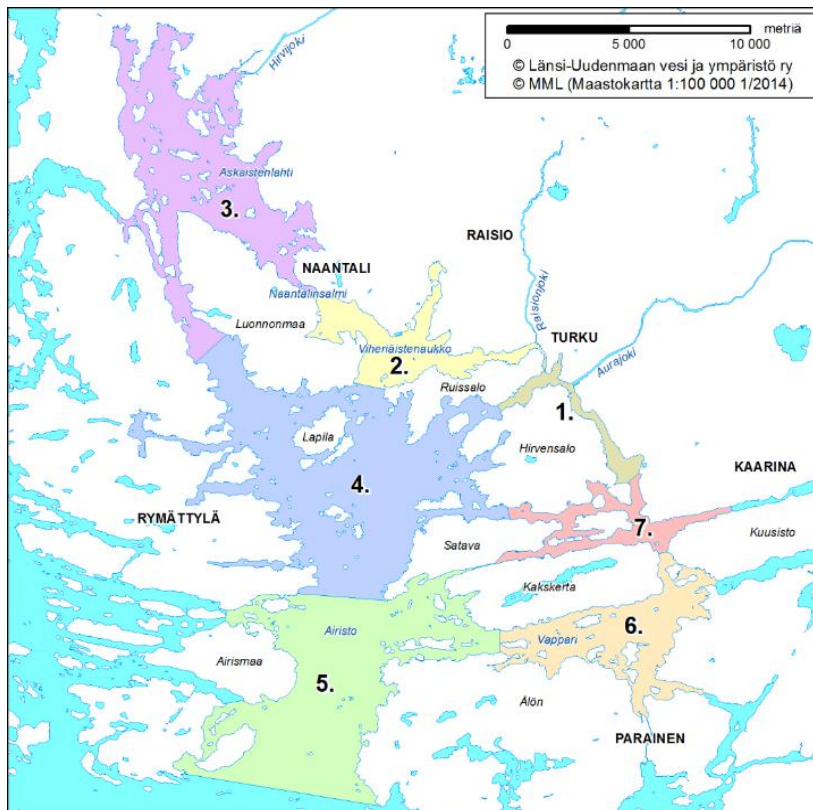 metriä
0 5 000 10 000
© Länsi-Uudenmaan vesi ja ympäristö ry
© MML (Maastokartta 1:100 000 1/2014)
Hirvijoki
Askaistenlahti
3.
RAISIO
NAANTALI
Naantalinsalmi
Raisionjoki
Luonnonmaa
TURKU
Viheriäistenaukko
Aurajoki
2.
Ruissalo
1.
Lapila
Hirvensalo
KAARINA
4.
RYMÄTTYLÄ
7.
Kuusisto
Satava
Kakskerta
Airisto
6.
Vappari
Airismaa
5.
Ålön
PARAINEN